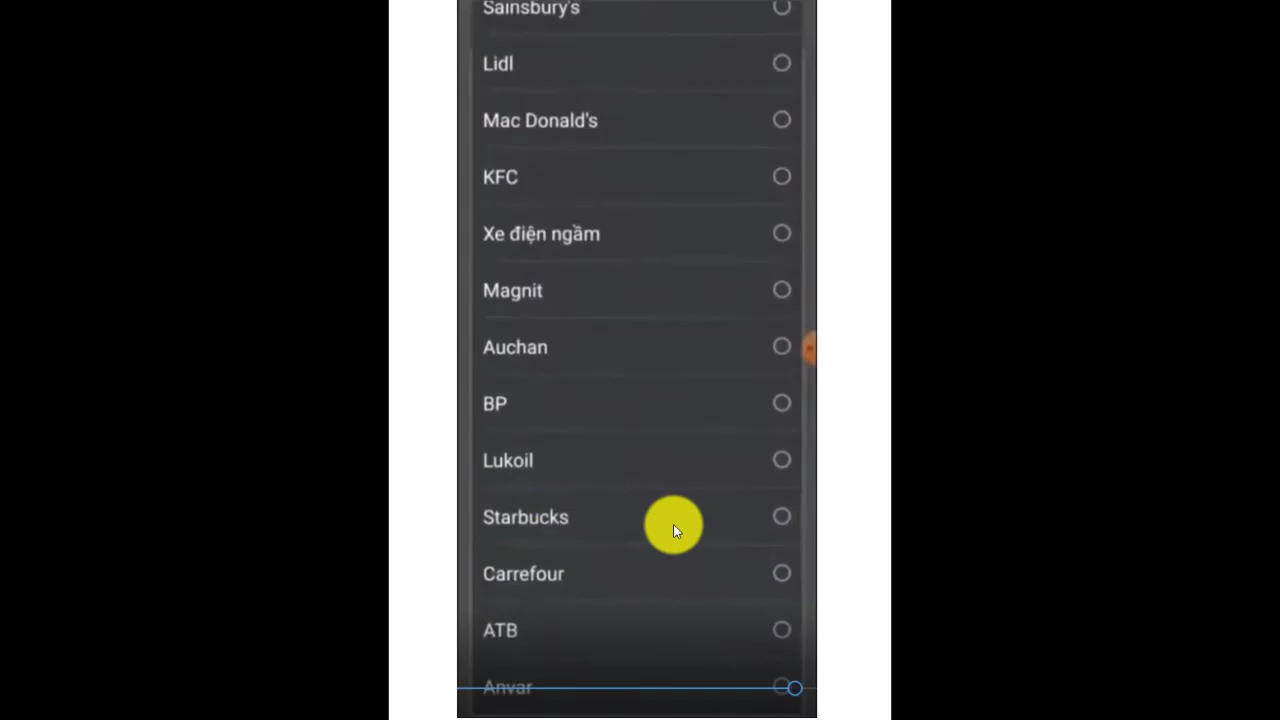 Sainsbury's
Lidl
Mac Donald's
KFC
Xe điện ngầm
Magnit
Auchan
BP
Lukoil
Starbucks
Carrefour
ATB
Anvar